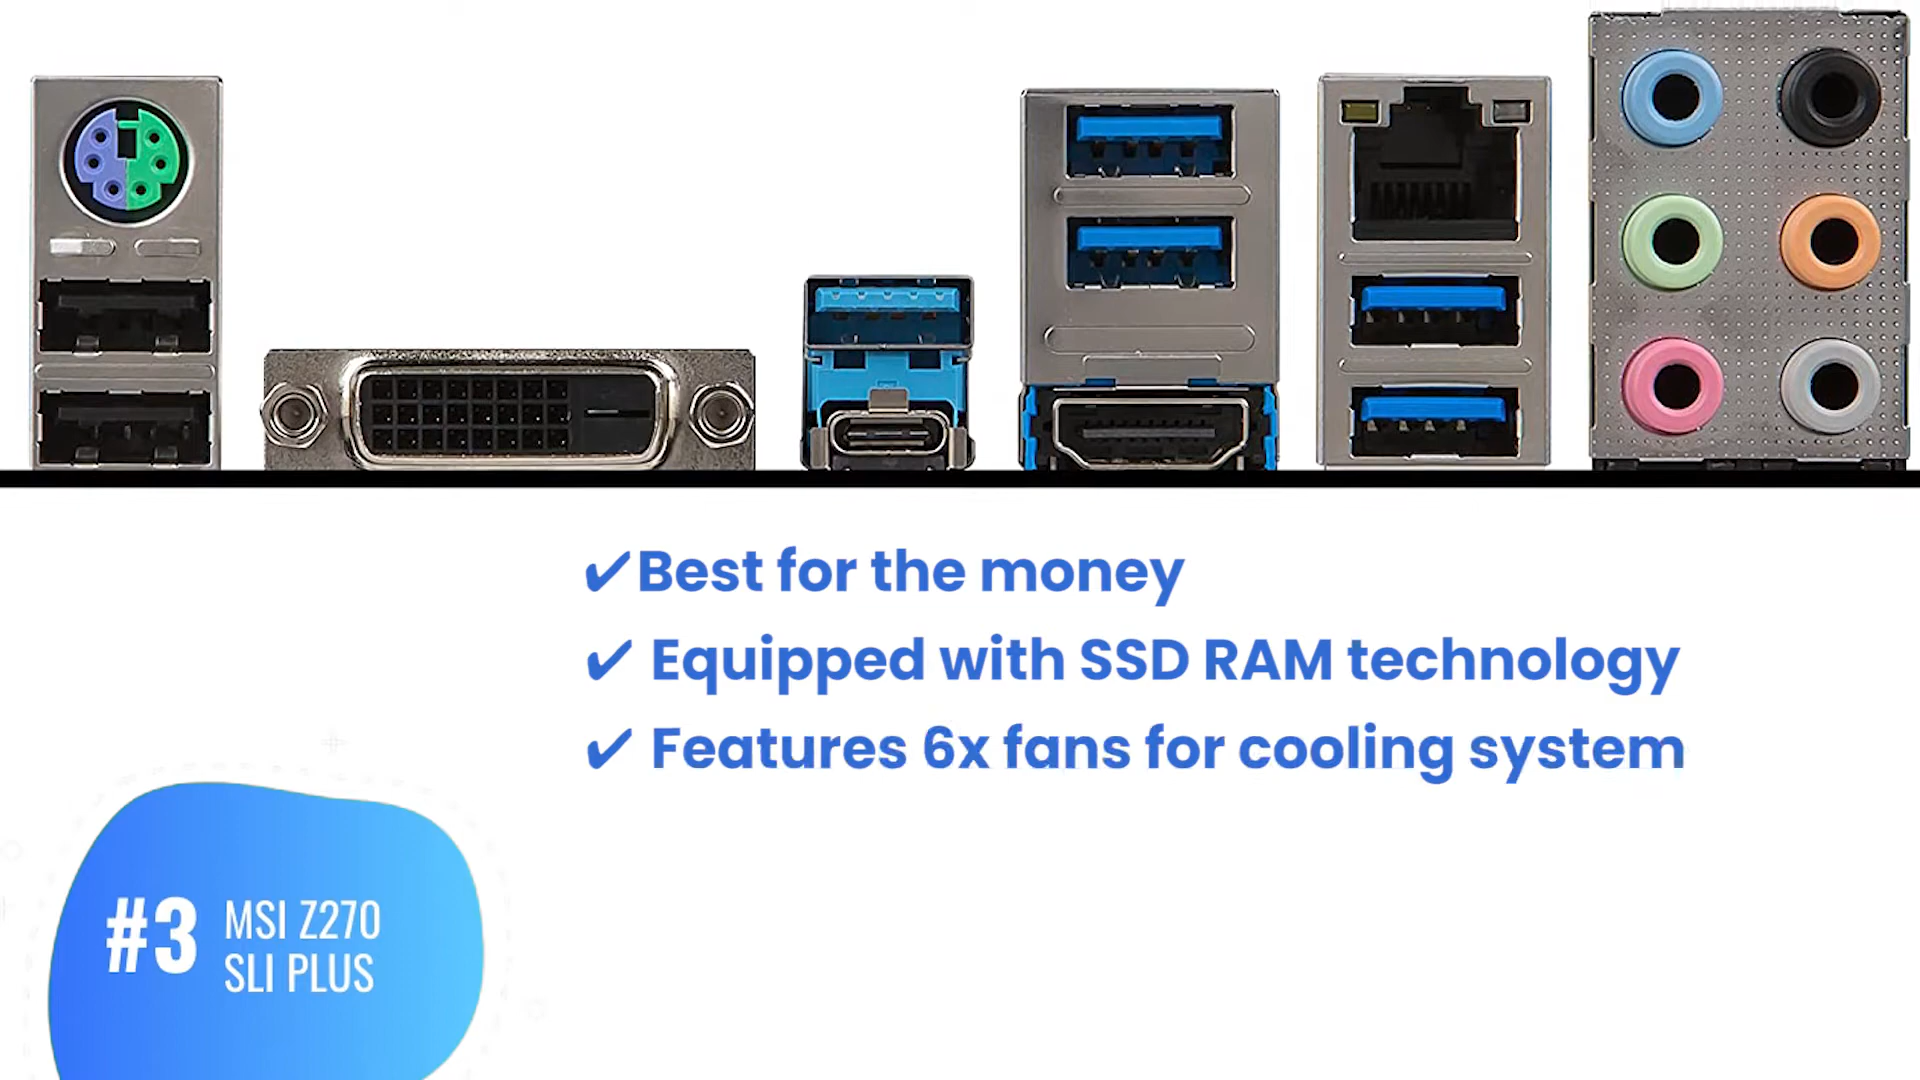 ✔Best for the money
✔ Equipped with SSD RAM technology
✔ Features 6x fans for cooling system
#3 MSI Z270
SLI PLUS